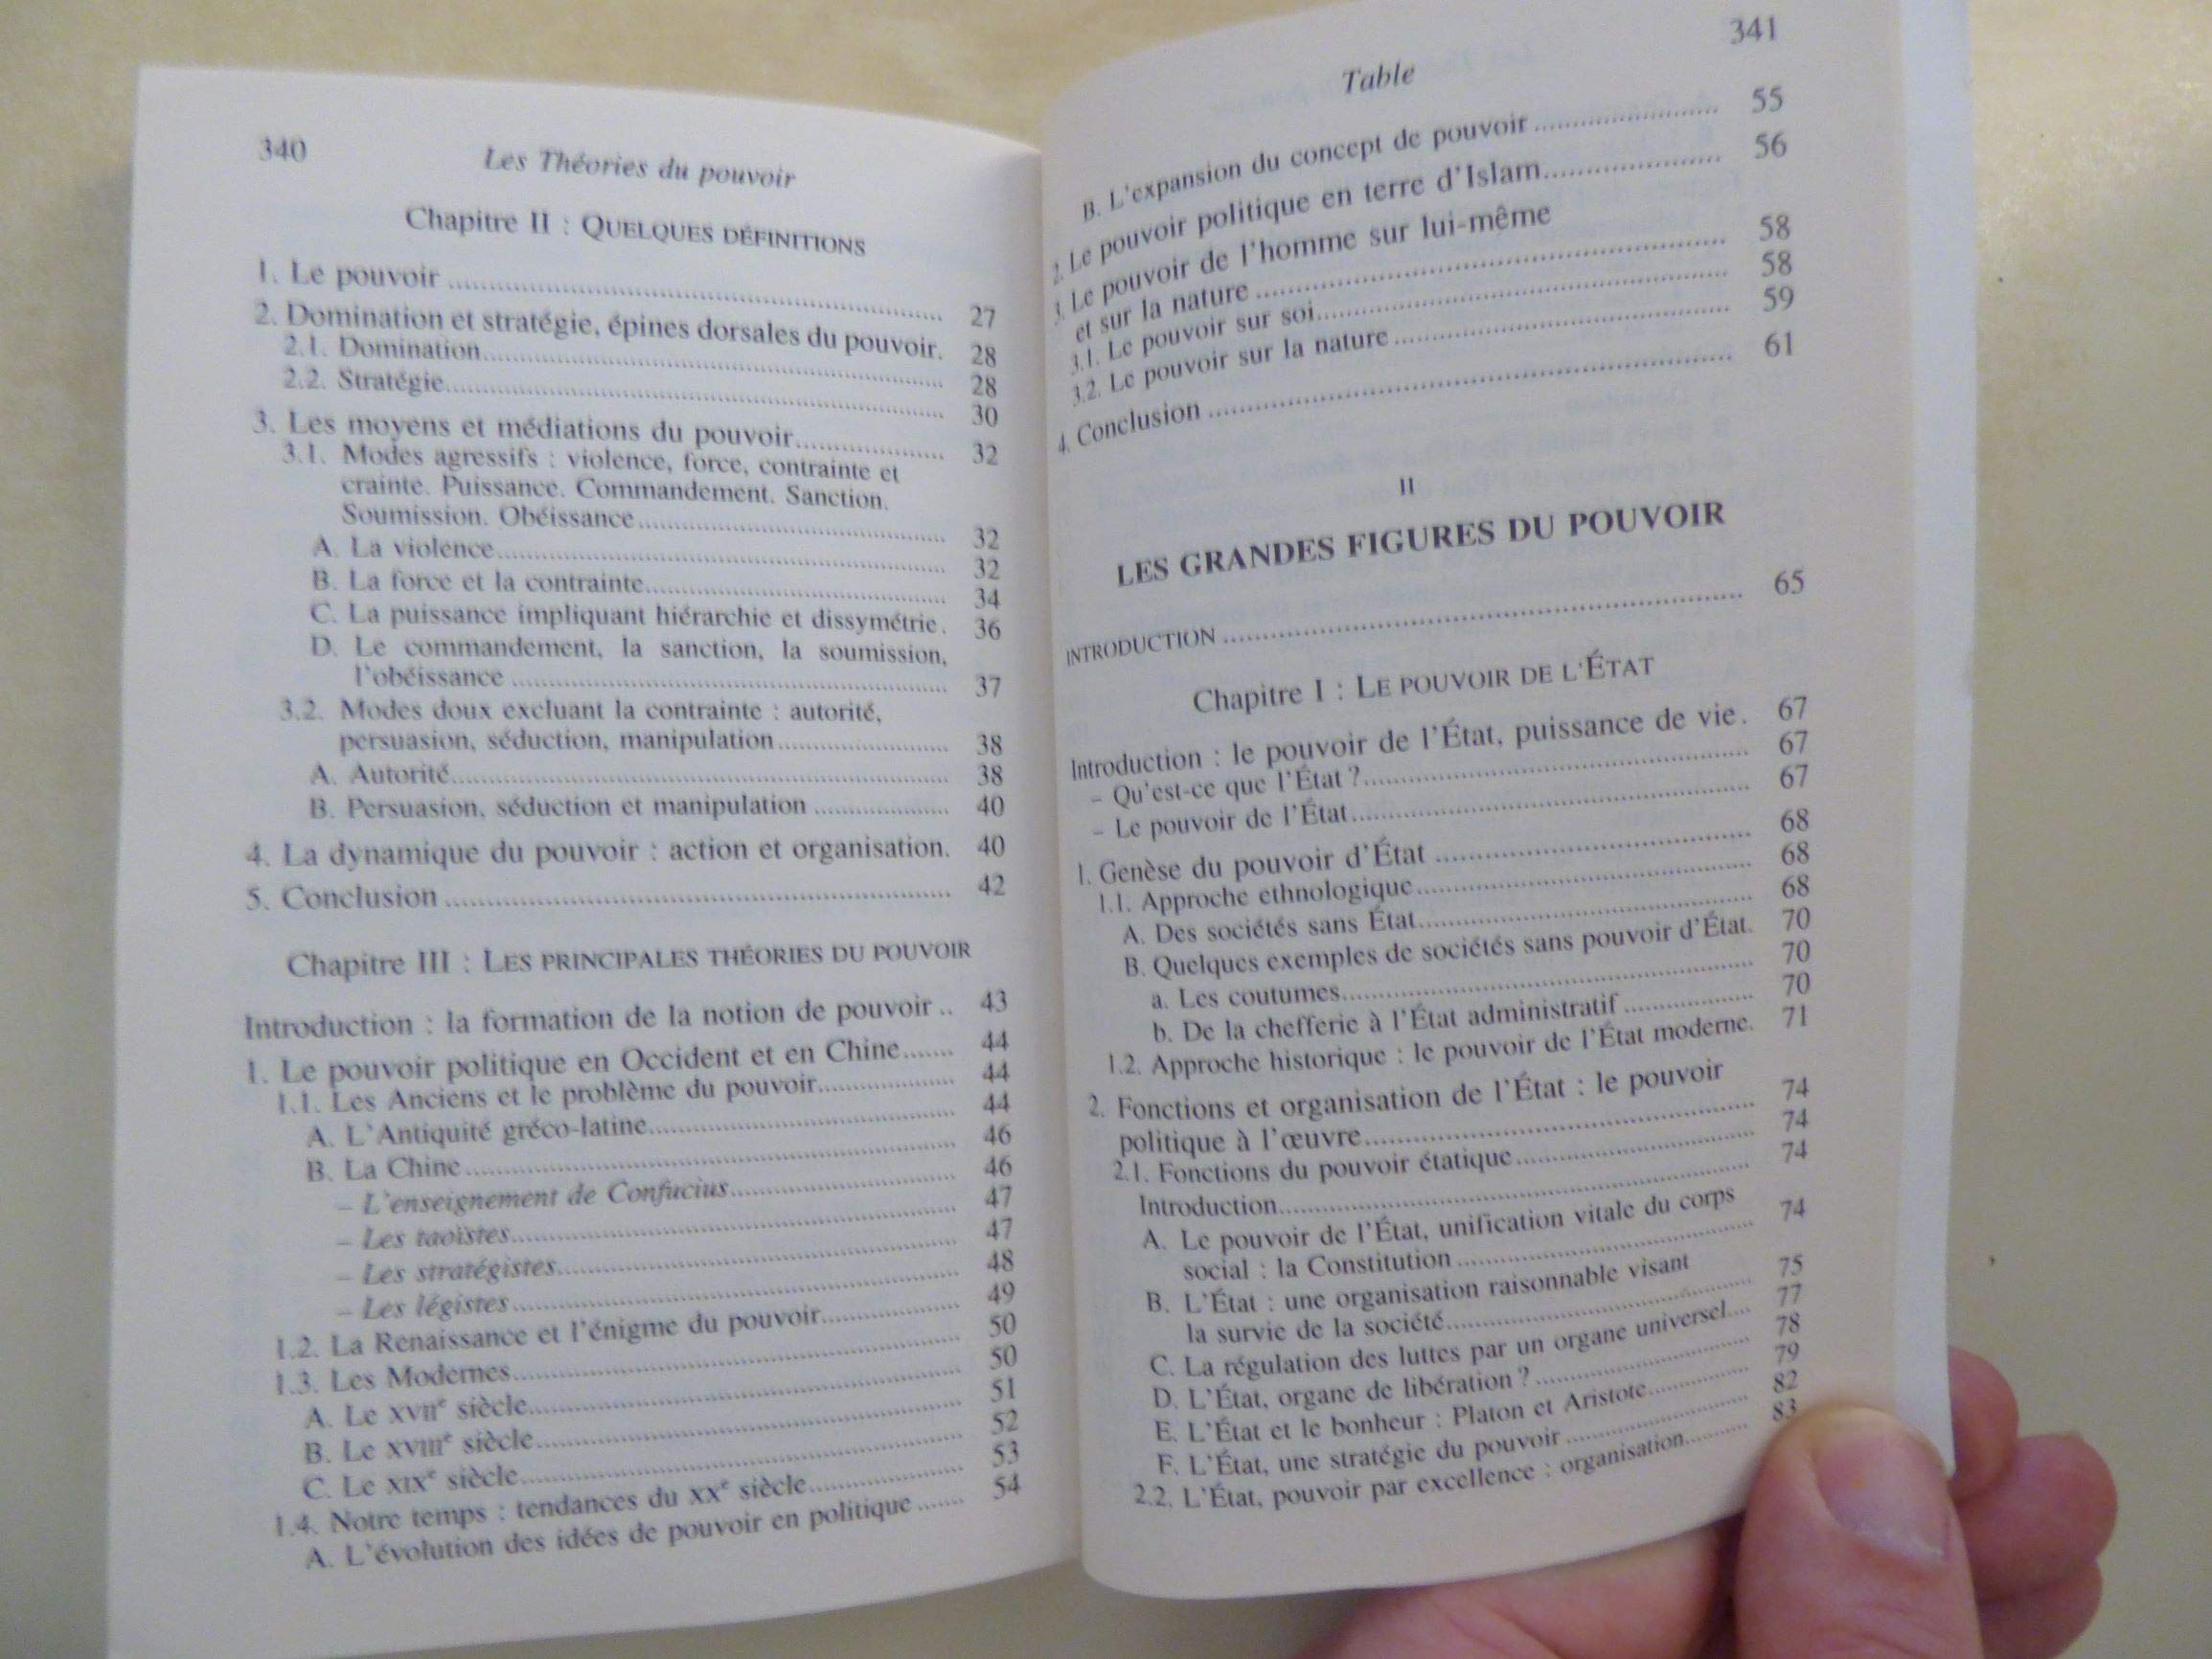 340
Les Théories du pouvoir
Chapitre II : QUELQUES DÉFINITIONS
1. Le pouvoir ........ 27
2. Domination et stratégie, épines dorsales du pouvoir. 28
2.1. Domination........ 28
2.2. Stratégie........ 30
3. Les moyens et médiations du pouvoir........ 32
3.1. Modes agressifs : violence, force, contrainte et
crainte. Puissance. Commandement. Sanction.
Soumission. Obéissance........ 32
A. La violence........ 32
B. La force et la contrainte........ 34
C. La puissance impliquant hiérarchie et dissymétrie. 36
D. Le commandement, la sanction, la soumission,
l'obéissance ........ 37
3.2. Modes doux excluant la contrainte : autorité,
persuasion, séduction, manipulation........ 38
A. Autorité........ 38
B. Persuasion, séduction et manipulation ........ 40
4. La dynamique du pouvoir : action et organisation. 40
5. Conclusion ........ 42
Chapitre III : LES PRINCIPALES THÉORIES DU POUVOIR
Introduction : la formation de la notion de pouvoir .. 43
1. Le pouvoir politique en Occident et en Chine....... 44
1.1. Les Anciens et le problème du pouvoir........ 44
A. L'Antiquité gréco-latine........ 44
B. La Chine ........ 46
– L'enseignement de Confucius........ 46
– Les taoïstes........ 47
– Les stratégistes........ 47
– Les légistes ........ 48
1.2. La Renaissance et l'énigme du pouvoir........ 49
1.3. Les Modernes........ 50
A. Le XVIIe siècle........ 50
B. Le XVIIIe siècle........ 51
C. Le XIXe siècle........ 52
1.4. Notre temps : tendances du XXe siècle........ 53
A. L'évolution des idées de pouvoir en politique ....... 54
Table
341
B. L'expansion du concept de pouvoir ........ 55
2. Le pouvoir politique en terre d'Islam........ 56
3. Le pouvoir de l'homme sur lui-même
et sur la nature ........ 58
3.1. Le pouvoir sur soi........ 58
3.2. Le pouvoir sur la nature ........ 59
4. Conclusion ........ 61
II
LES GRANDES FIGURES DU POUVOIR
INTRODUCTION ........ 65
Chapitre I : LE POUVOIR DE L'ÉTAT
Introduction : le pouvoir de l'État, puissance de vie . 67
– Qu'est-ce que l'État ?........ 67
– Le pouvoir de l'État........ 67
1. Genèse du pouvoir d'État ........ 68
1.1. Approche ethnologique........ 68
A. Des sociétés sans État........ 68
B. Quelques exemples de sociétés sans pouvoir d'État. 70
a. Les coutumes........ 70
b. De la chefferie à l'État administratif ........ 70
1.2. Approche historique : le pouvoir de l'État moderne. 71
2. Fonctions et organisation de l'État : le pouvoir
politique à l'œuvre........ 74
2.1. Fonctions du pouvoir étatique........ 74
Introduction........ 74
A. Le pouvoir de l'État, unification vitale du corps
social : la Constitution ........ 74
B. L'État : une organisation raisonnable visant
la survie de la société........ 75
C. La régulation des luttes par un organe universel.... 77
D. L'État, organe de libération ? ........ 78
E. L'État et le bonheur : Platon et Aristote........ 79
F. L'État, une stratégie du pouvoir ........ 82
2.2. L'État, pouvoir par excellence : organisation........ 83